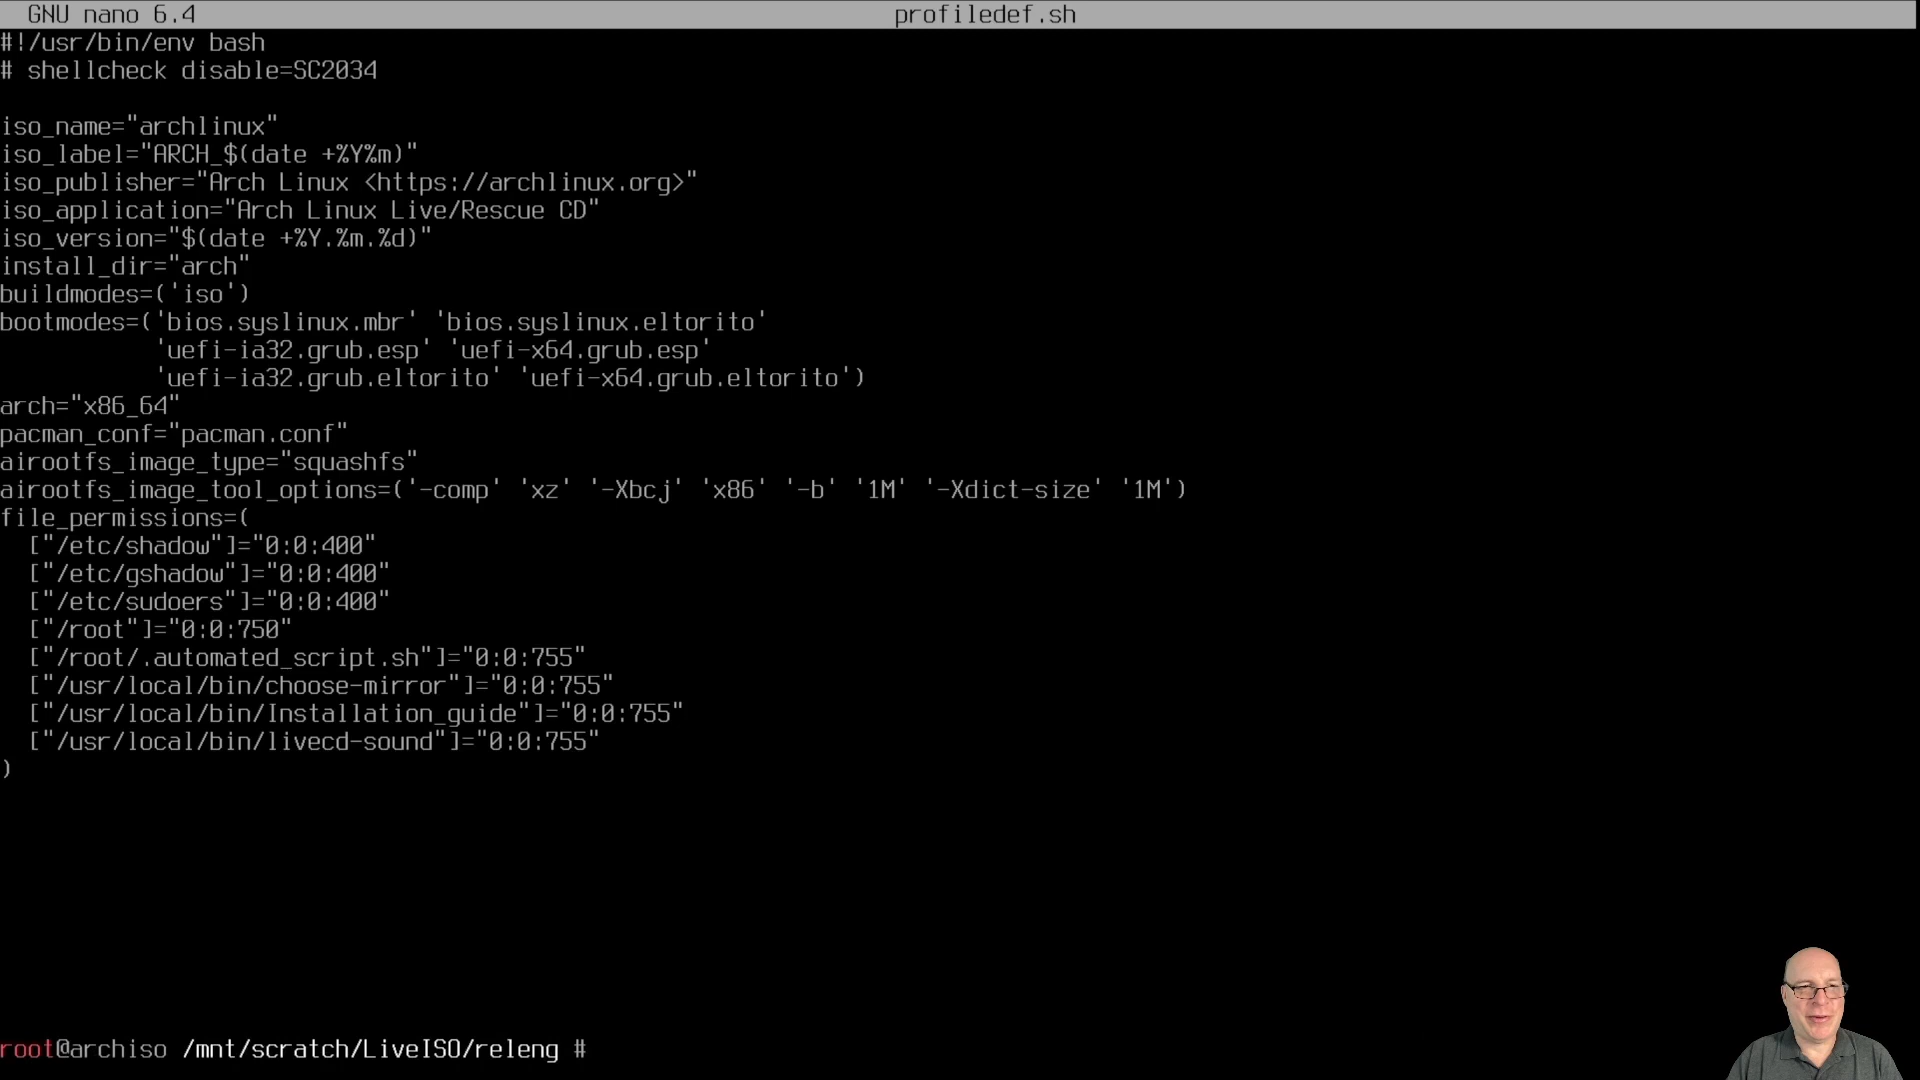 GNU nano 6.4 profiledef.sh
#!/usr/bin/env bash
# shellcheck disable=SC2034
iso_name="archlinux"
iso_label="ARCH_$(date +%Y%m)"
iso_publisher="Arch Linux <https://archlinux.org>"
iso_application="Arch Linux Live/Rescue CD"
iso_version="$(date +%Y.%m.%d)"
install_dir="arch"
buildmodes=('iso')
bootmodes=('bios.syslinux.mbr' 'bios.syslinux.eltorito'
'uefi-ia32.grub.esp' 'uefi-x64.grub.esp'
'uefi-ia32.grub.eltorito' 'uefi-x64.grub.eltorito')
arch="x86_64"
pacman_conf="pacman.conf"
airootfs_image_type="squashfs"
airootfs_image_tool_options=('-comp' 'xz' '-Xbcj' 'x86' '-b' '1M' '-Xdict-size' '1M')
file_permissions=(
["/etc/shadow"]="0:0:400"
["/etc/gshadow"]="0:0:400"
["/etc/sudoers"]="0:0:400"
["/root"]="0:0:750"
["/root/.automated_script.sh"]="0:0:755"
["/usr/local/bin/choose-mirror"]="0:0:755"
["/usr/local/bin/Installation_guide"]="0:0:755"
["/usr/local/bin/livecd-sound"]="0:0:755"
)
root@archiso /mnt/scratch/LiveISO/releng #